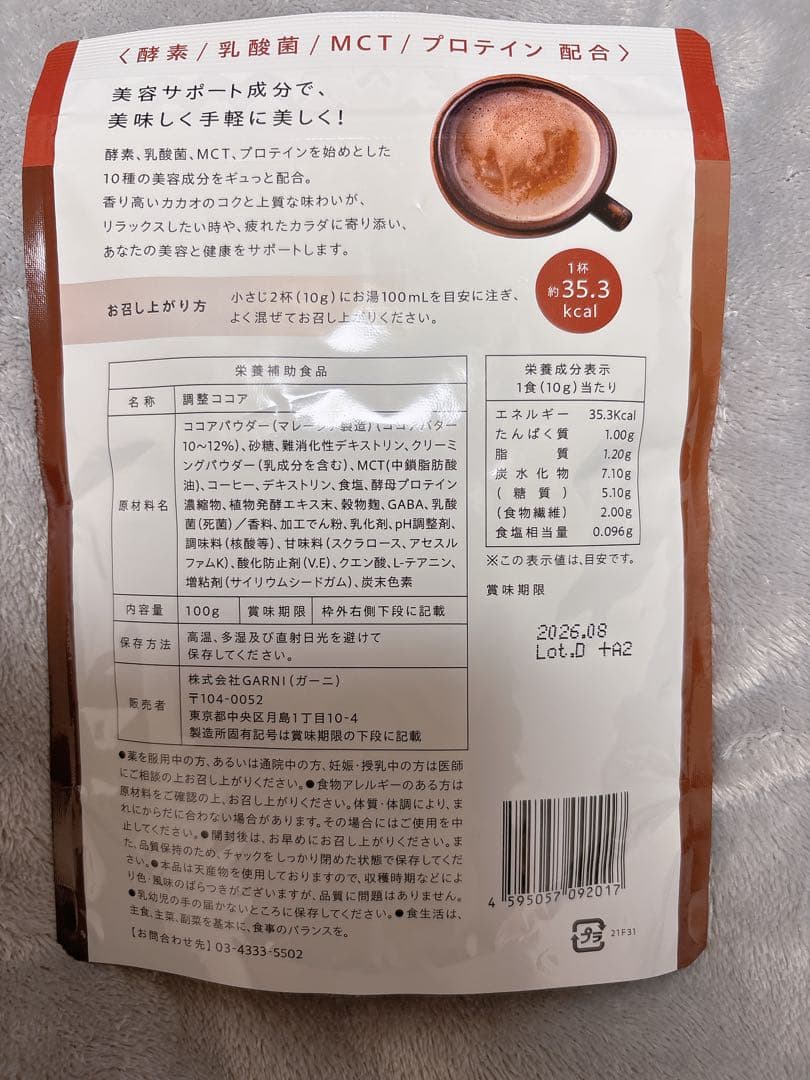 〈酵素/乳酸菌/MCT/プロテイン 配合〉
美容サポート成分で、
美味しく手軽に美しく!
酵素、乳酸菌、MCT、プロテインを始めとした
10種の美容成分をギュっと配合。
香り高いカカオのコクと上質な味わいが、
リラックスしたい時や、疲れたカラダに寄り添い、
あなたの美容と健康をサポートします。
1杯
約35.3
kcal
お召し上がり方
小さじ2杯(10g)にお湯100mLを目安に注ぎ、
よく混ぜてお召し上がりください。
栄養補助食品
名称 調整ココア
原材料名
ココアパウダー(マレーシア製造)(ココアバター
10〜12%)、砂糖、難消化性デキストリン、クリーミ
ングパウダー(乳成分を含む)、MCT(中鎖脂肪酸
油)、コーヒー、デキストリン、食塩、酵母プロテイン
濃縮物、植物発酵エキス末、穀物麹、GABA、乳酸
菌(死菌)/香料、加工でん粉、乳化剤、pH調整剤、
調味料(核酸等)、甘味料(スクラロース、アセスル
ファムK)、酸化防止剤(V.E)、クエン酸、L-テアニン、
増粘剤(サイリウムシードガム)、炭末色素
内容量 100g 賞味期限 枠外右側下段に記載
保存方法
高温、多湿及び直射日光を避けて
保存してください。
販売者
株式会社GARNI(ガーニ)
〒104-0052
東京都中央区月島1丁目10-4
製造所固有記号は賞味期限の下段に記載
栄養成分表示
1食(10g)当たり
エネルギー 35.3Kcal
たんぱく質 1.00g
脂質 1.20g
炭水化物 7.10g
(糖質) 5.10g
(食物繊維) 2.00g
食塩相当量 0.096g
※この表示値は、目安です。
賞味期限
2026.08
Lot.D +A2
●薬を服用中の方、あるいは通院中の方、妊娠・授乳中の方は医師
にご相談の上お召し上がりください。●食物アレルギーのある方は
原材料をご確認の上、お召し上がりください。体質・体調により、ま
れにからだに合わない場合があります。その場合にはご使用を中
止してください。●開封後は、お早めにお召し上がりください。ま
た、品質保持のため、チャックをしっかり閉めた状態で保存してくだ
さい。●本品は天産物を使用しておりますので、収穫時期などによ
り色・風味のばらつきがございますが、品質に問題はありません。
●乳幼児の手の届かないところに保存してください。●食生活は、
主食、主菜、副菜を基本に、食事のバランスを。
【お問合わせ先】03-4333-5502
4 595057 092017
プラ
21F31